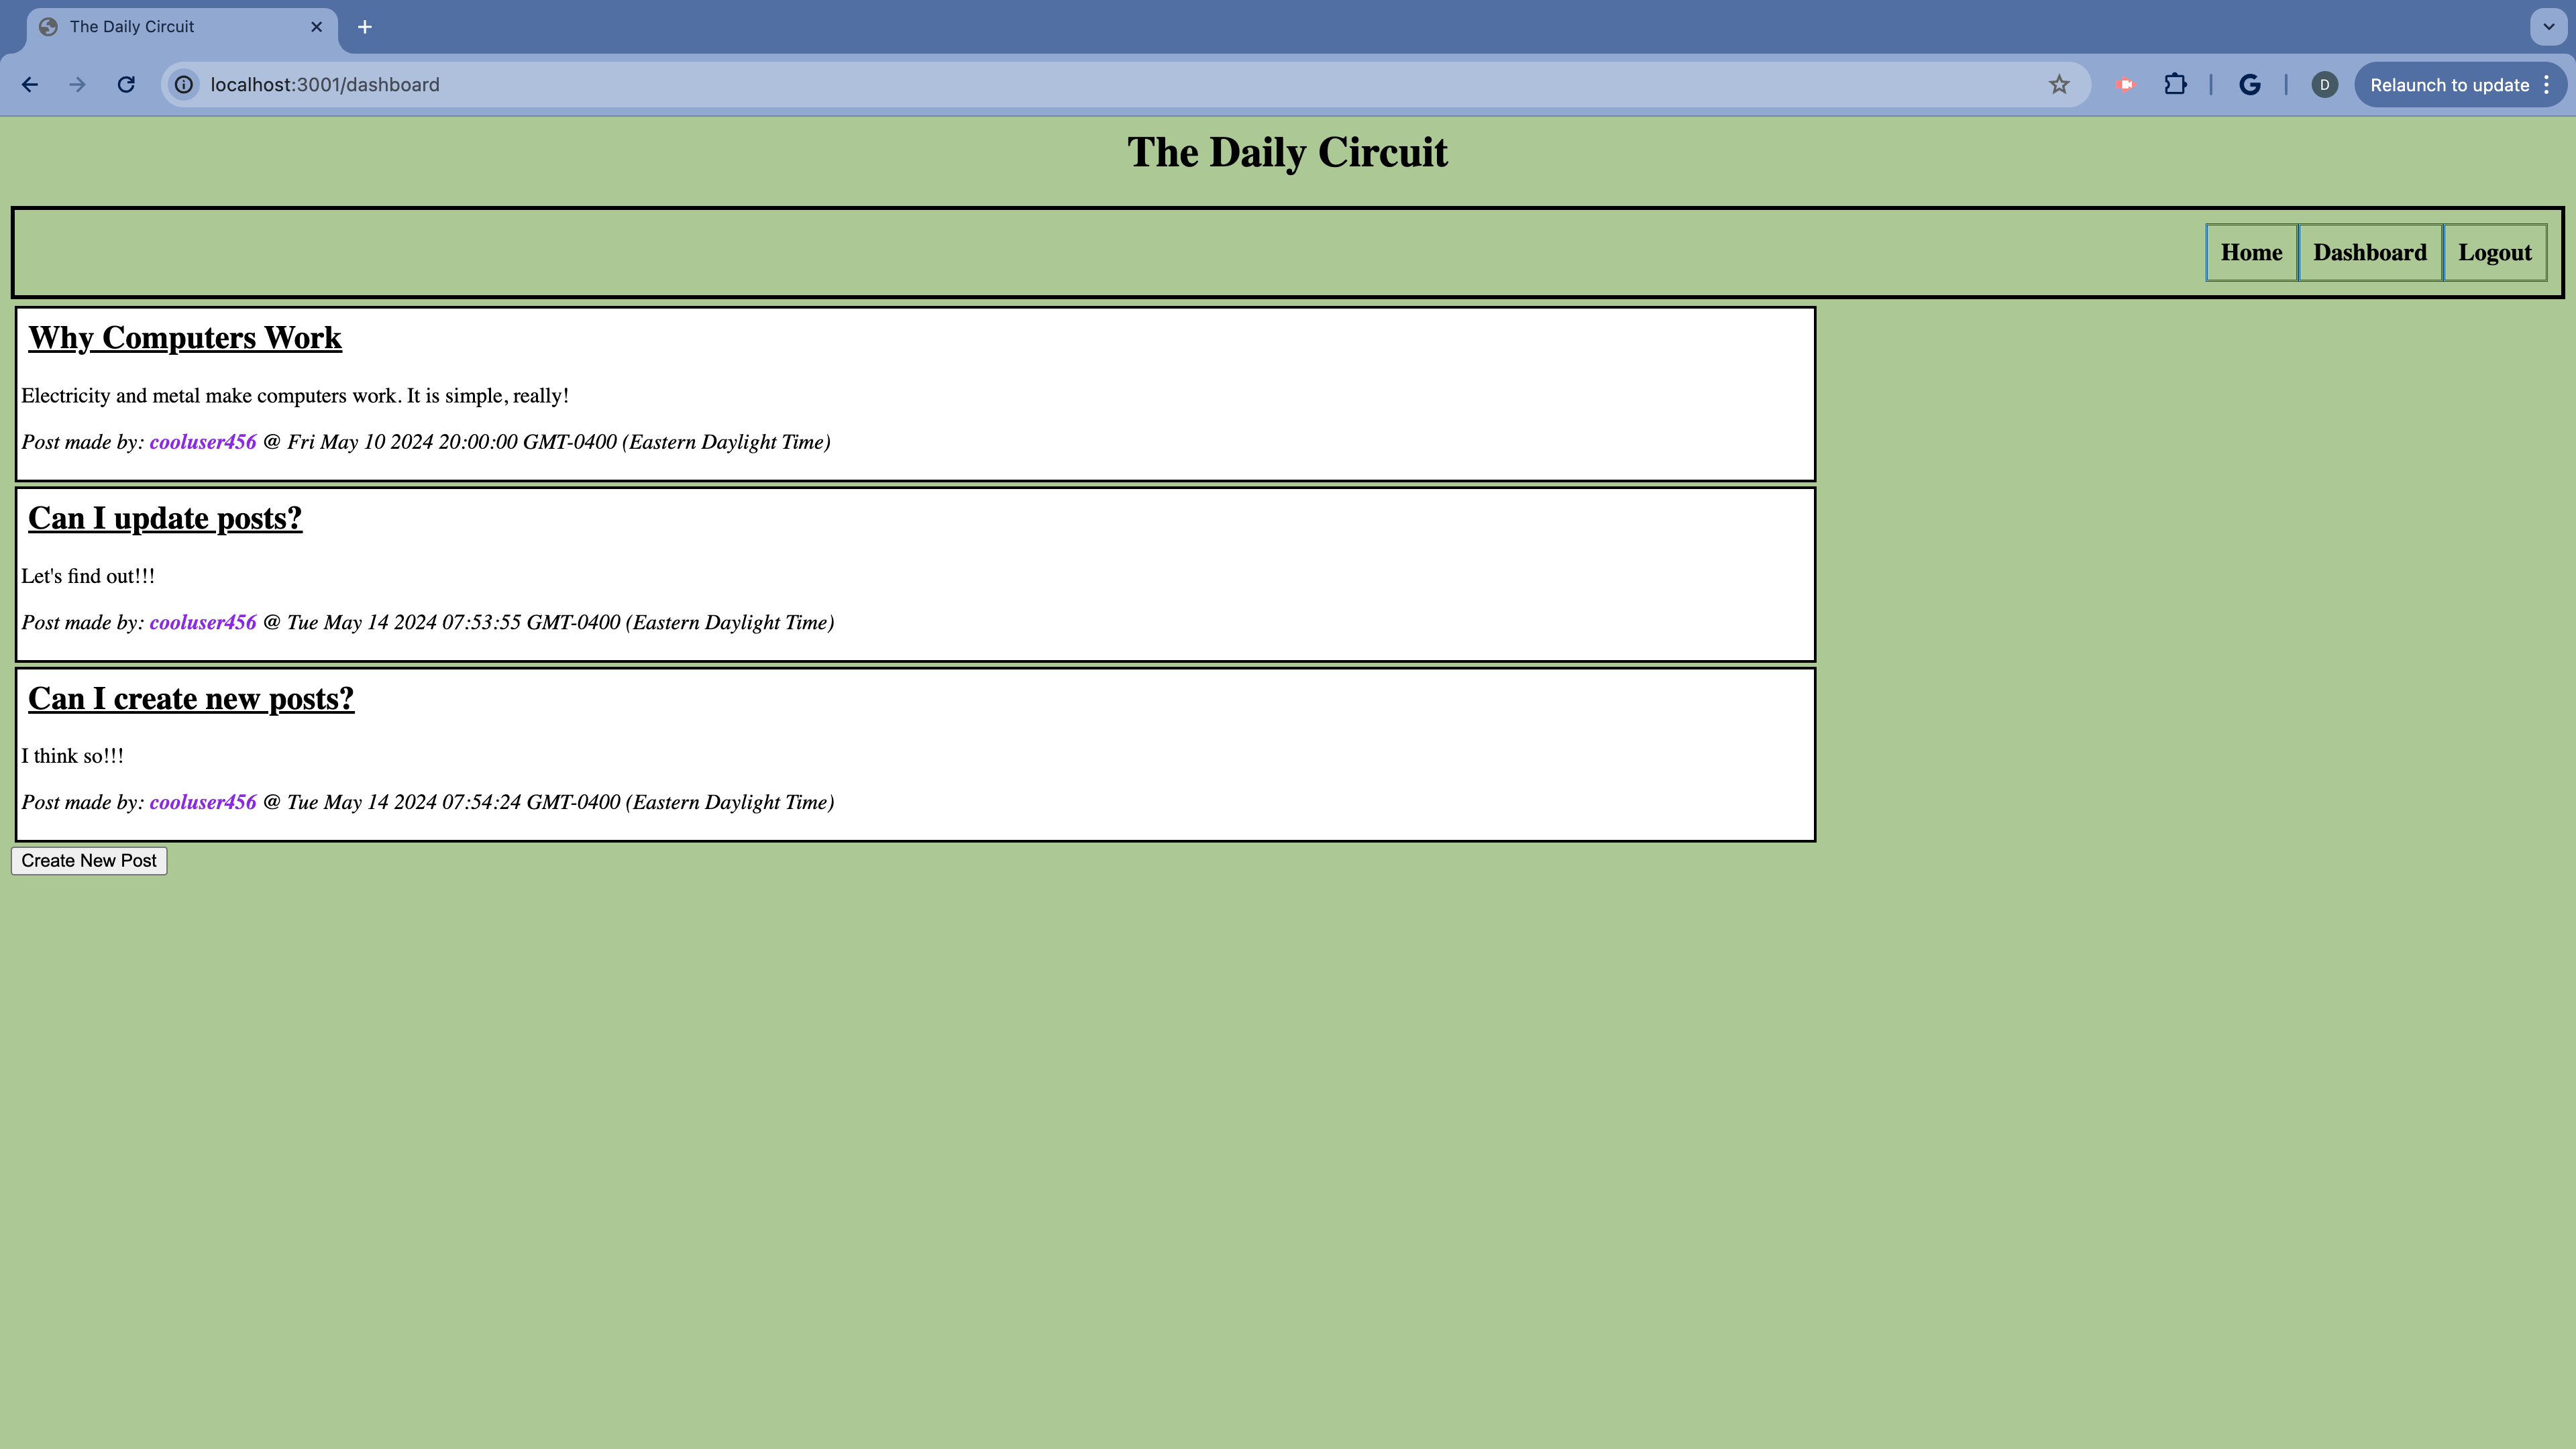 The Daily Circuit
localhost:3001/dashboard
D
Relaunch to update
The Daily Circuit
Home Dashboard Logout
Why Computers Work
Electricity and metal make computers work. It is simple, really!
Post made by: cooluser456 @ Fri May 10 2024 20:00:00 GMT-0400 (Eastern Daylight Time)
Can I update posts?
Let's find out!!!
Post made by: cooluser456 @ Tue May 14 2024 07:53:55 GMT-0400 (Eastern Daylight Time)
Can I create new posts?
I think so!!!
Post made by: cooluser456 @ Tue May 14 2024 07:54:24 GMT-0400 (Eastern Daylight Time)
Create New Post